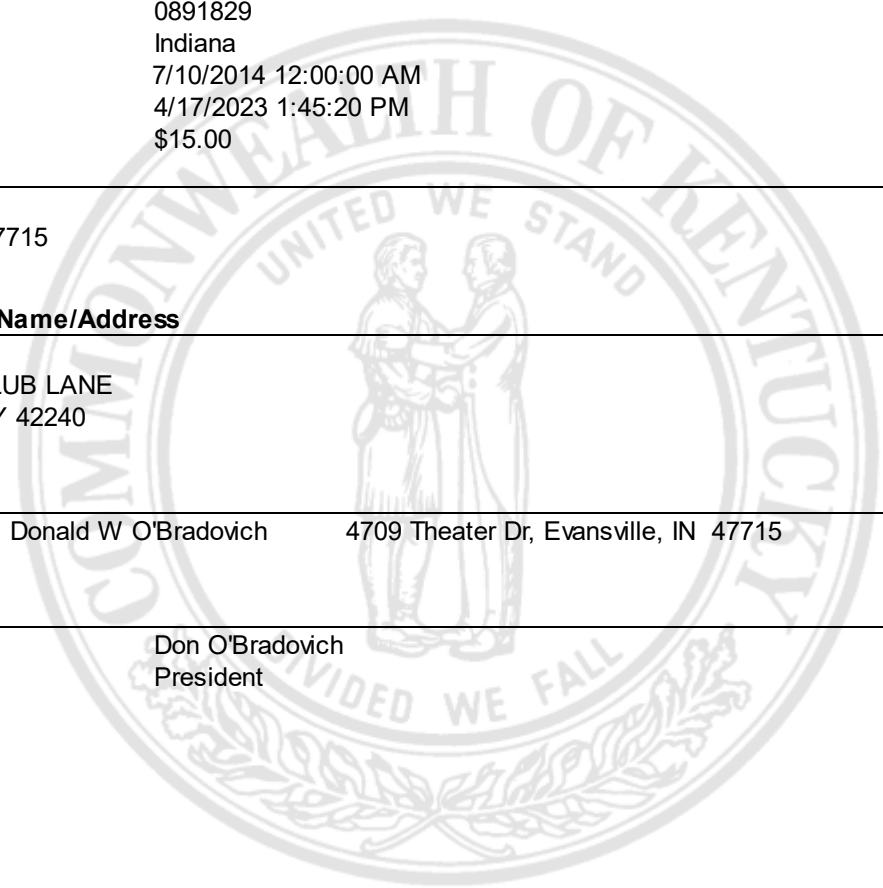 0891829
Indiana
7/10/2014 12:00:00 AM
4/17/2023 1:45:20 PM
$15.00
7715
Name/Address
LUB LANE
Y 42240
Donald W O'Bradovich 4709 Theater Dr, Evansville, IN 47715
Don O'Bradovich
President
COMMONWEALTH OF KENTUCKY
UNITED WE STAND
DIVIDED WE FALL